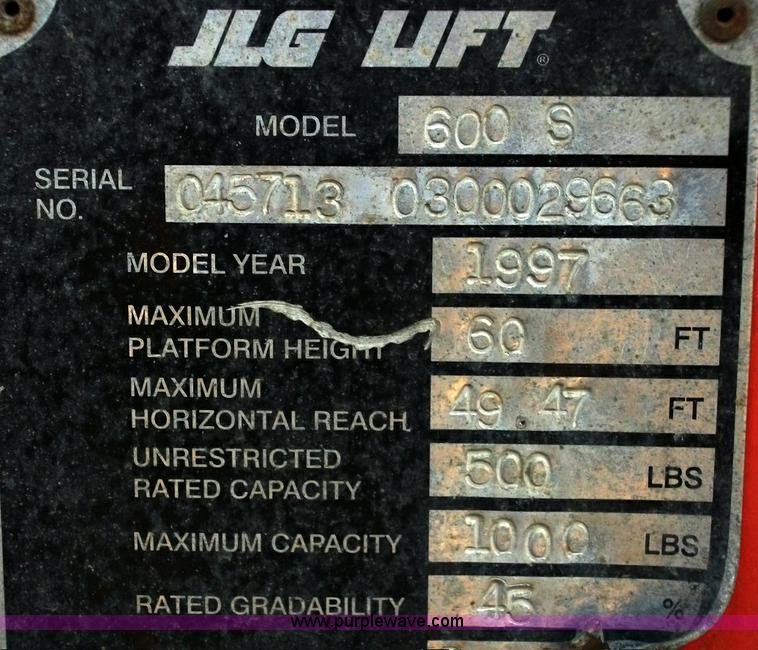 JLG LIFT®
MODEL 600 S
SERIAL NO. 045713 0300029663
MODEL YEAR 1997
MAXIMUM PLATFORM HEIGHT 60 FT
MAXIMUM HORIZONTAL REACH 49.47 FT
UNRESTRICTED RATED CAPACITY 500 LBS
MAXIMUM CAPACITY 1000 LBS
RATED GRADABILITY 45 %
www.purplewave.com